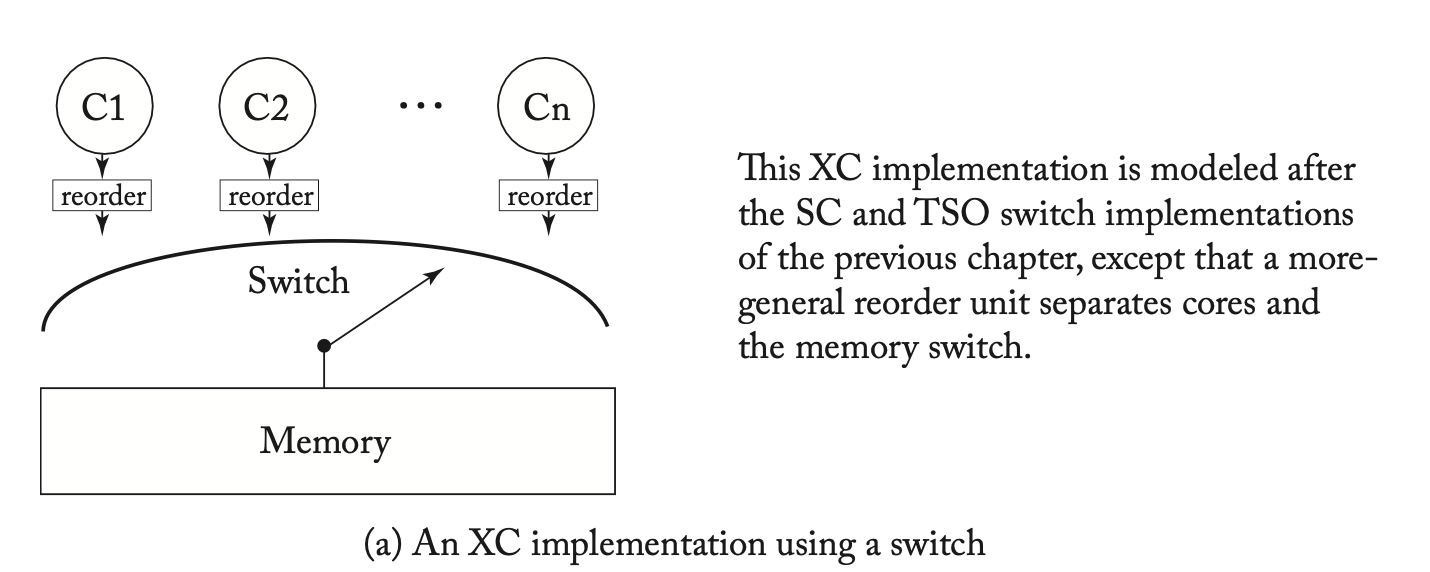 C1 C2 ... Cn
reorder reorder reorder
This XC implementation is modeled after
the SC and TSO switch implementations
of the previous chapter, except that a more-
general reorder unit separates cores and
the memory switch.
Switch
Memory
(a) An XC implementation using a switch